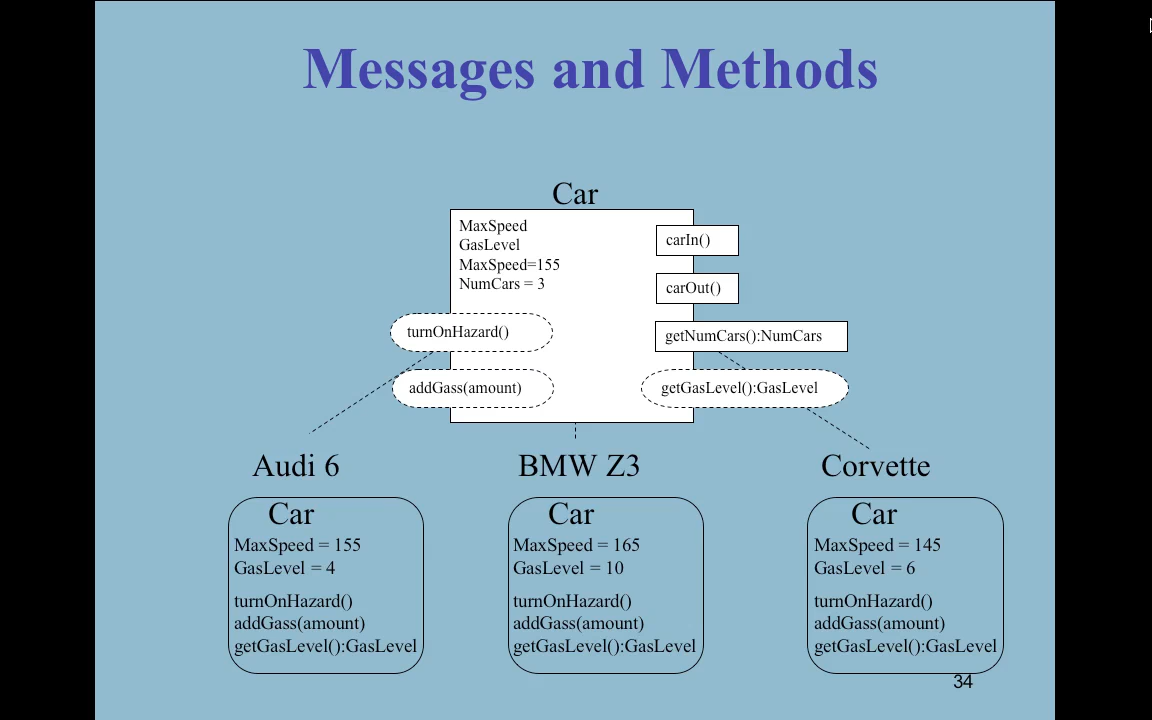 Messages and Methods
Car
MaxSpeed
GasLevel
MaxSpeed=155
NumCars = 3
carIn()
carOut()
turnOnHazard()
getNumCars():NumCars
addGass(amount)
getGasLevel():GasLevel
Audi 6
Car
MaxSpeed = 155
GasLevel = 4
turnOnHazard()
addGass(amount)
getGasLevel():GasLevel
BMW Z3
Car
MaxSpeed = 165
GasLevel = 10
turnOnHazard()
addGass(amount)
getGasLevel():GasLevel
Corvette
Car
MaxSpeed = 145
GasLevel = 6
turnOnHazard()
addGass(amount)
getGasLevel():GasLevel
34